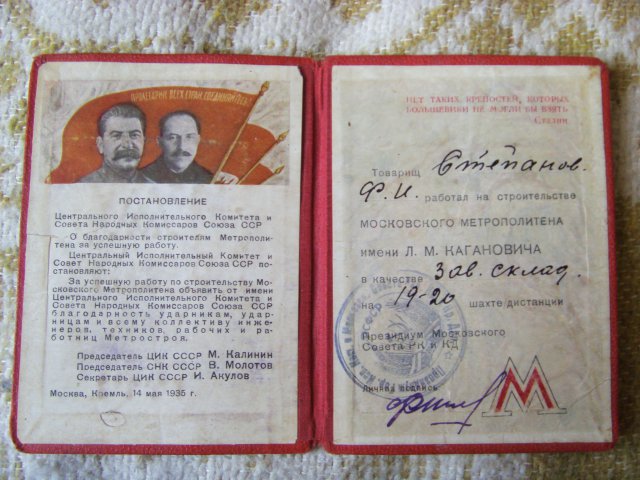 ПРОЛЕТАРИИ ВСЕХ СТРАН, СОЕДИНЯЙТЕСЬ!
ПОСТАНОВЛЕНИЕ
Центрального Исполнительного Комитета и
Совета Народных Комиссаров Союза ССР
О благодарности строителям Метрополи-
тена за успешную работу.
Центральный Исполнительный Комитет и
Совет Народных Комиссаров Союза ССР по-
становляют:
За успешную работу по строительству Мо-
сковского Метрополитена объявить от имени
Центрального Исполнительного Комитета и
Совета Народных Комиссаров Союза ССР
благодарность ударникам, удар-
ницам и всему коллективу инже-
неров, техников, рабочих и ра-
ботниц Метростроя.
Председатель ЦИК СССР М. Калинин
Председатель СНК СССР В. Молотов
Секретарь ЦИК СССР И. Акулов
Москва, Кремль, 14 мая 1935 г.
НЕТ ТАКИХ КРЕПОСТЕЙ, КОТОРЫХ
БОЛЬШЕВИКИ НЕ МОГЛИ БЫ ВЗЯТЬ
Сталин
Товарищ Степанов
Ф. И. работал на строительстве
МОСКОВСКОГО МЕТРОПОЛИТЕНА
имени Л. М. КАГАНОВИЧА
в качестве Зав. склад.
на 19-20 шахте дистанции
Президиум Московского
Совета РК и КД
Личная подпись
М